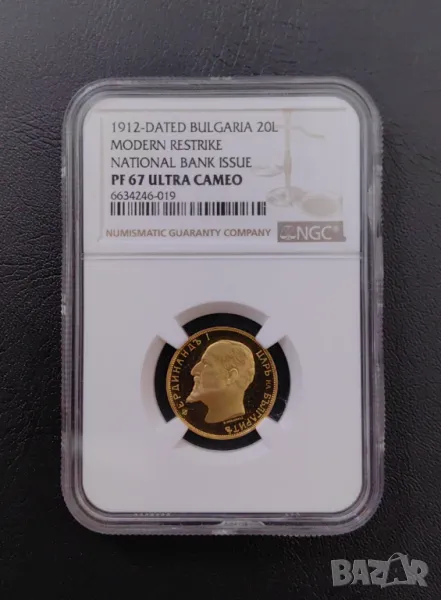 1912-DATED BULGARIA 20L
MODERN RESTRIKE
NATIONAL BANK ISSUE
PF 67 ULTRA CAMEO
6634246-019
NUMISMATIC GUARANTY COMPANY
NGC®
ФЕРДИНАНДЪ I
ЦАРЬ НА БЪЛГАРИТѢ
BAZAR